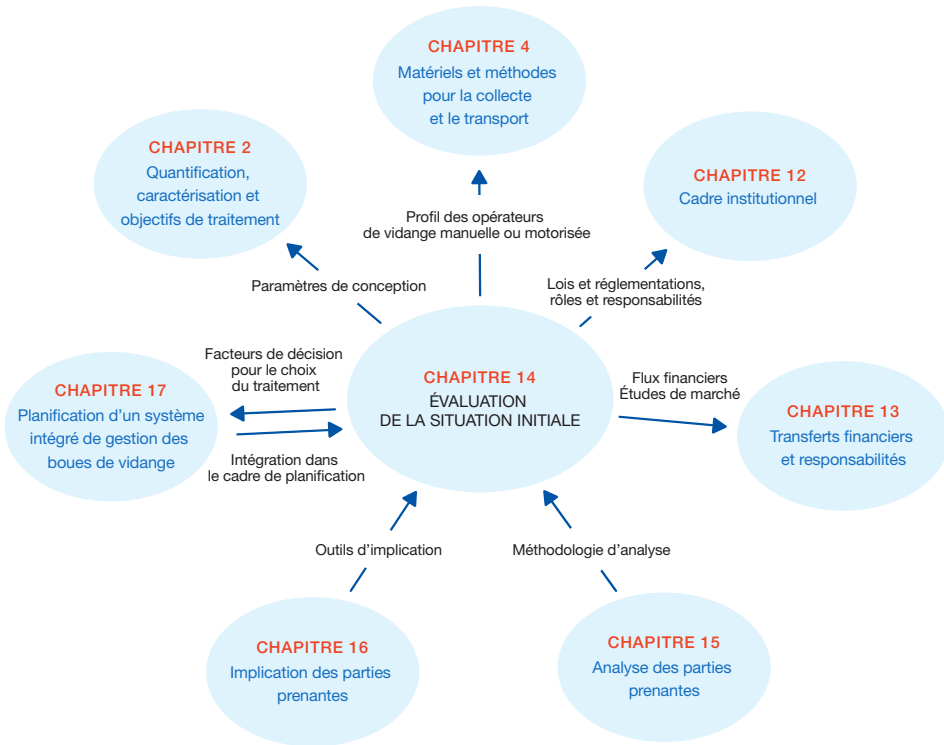 CHAPITRE 4
Matériels et méthodes
pour la collecte
et le transport
CHAPITRE 2
Quantification,
caractérisation et
objectifs de traitement
CHAPITRE 12
Cadre institutionnel
Profil des opérateurs
de vidange manuelle ou motorisée
Paramètres de conception
Lois et réglementations,
rôles et responsabilités
Facteurs de décision
pour le choix
du traitement
CHAPITRE 14
ÉVALUATION
DE LA SITUATION INITIALE
Flux financiers
Études de marché
CHAPITRE 17
Planification d’un système
intégré de gestion des
boues de vidange
CHAPITRE 13
Transferts financiers
et responsabilités
Intégration dans
le cadre de planification
Outils d’implication
Méthodologie d’analyse
CHAPITRE 16
Implication des parties
prenantes
CHAPITRE 15
Analyse des parties
prenantes